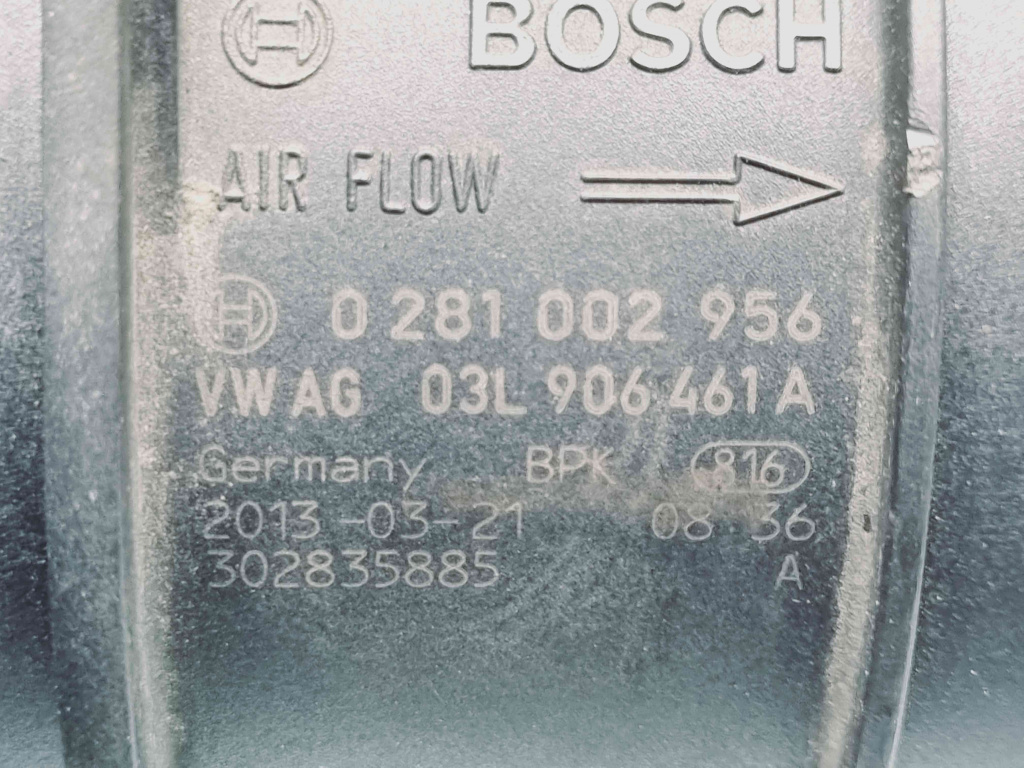 BOSCH
AIR FLOW
0 281 002 956
VW AG 03L 906 461 A
Germany BPK 816
2013-03-21 08 36
302835885 A